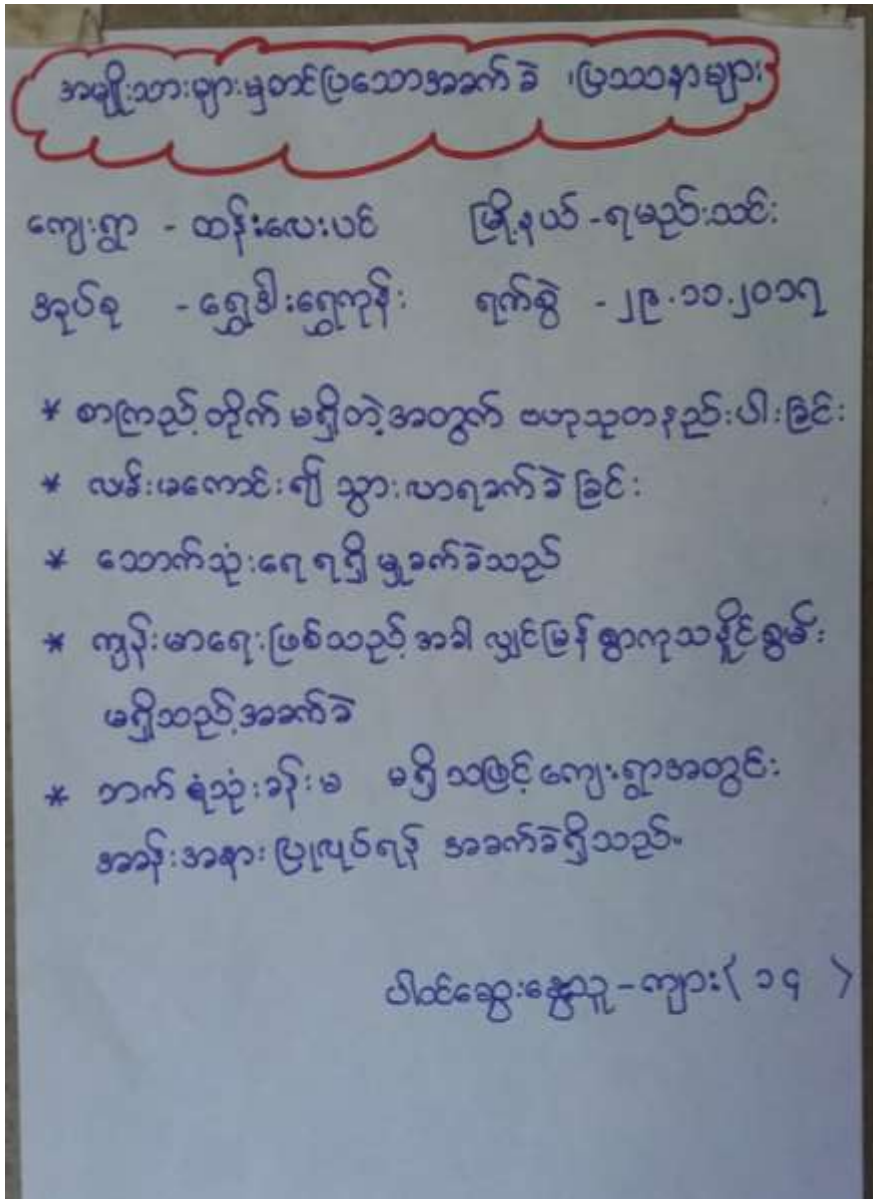 အမျိုးသားများမှတင်ပြသောအခက်ခဲ ၊ပြဿနာများ
ကျေးရွာ - ထန်းလေးပင် မြို့နယ် - ရမည်းသင်း
အုပ်စု - ရွှေဒါးရွှေကုန်း ရက်စွဲ - ၂၉.၁၁.၂၀၁၇
* စာကြည့်တိုက် မရှိတဲ့အတွက် ဗဟုသုတနည်းပါးခြင်း
* လမ်းမကောင်း၍ သွားလာရခက်ခဲခြင်း
* သောက်သုံးရေ ရရှိမှုခက်ခဲသည်
* ကျန်းမာရေးဖြစ်သည့်အခါ လျှင်မြန်စွာကုသနိုင်စွမ်း
မရှိသည့်အခက်ခဲ
* ဘက်စုံသုံးခန်းမ မရှိသဖြင့် ကျေးရွာအတွင်း
အခန်းအနားပြုလုပ်ရန် အခက်ခဲရှိသည်။
ပါဝင်ဆွေးနွေးသူ - ကျား ( ၁၄ )